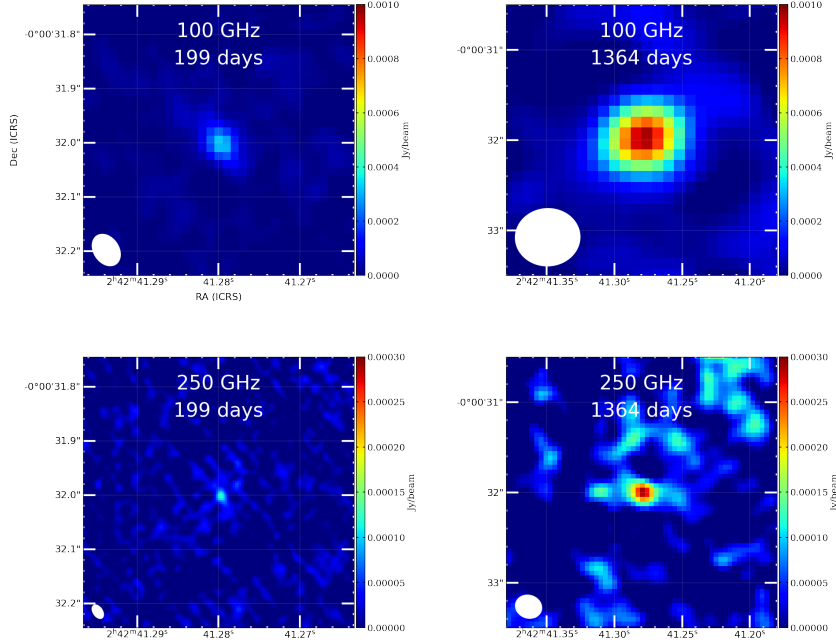 100 GHz
199 days
-0°00'31.8"
31.9"
32.0"
32.1"
32.2"
2ʰ42ᵐ41.29ˢ
41.28ˢ
41.27ˢ
RA (ICRS)
Dec (ICRS)
0.0010
0.0008
0.0006
0.0004
0.0002
0.0000
Jy/beam
100 GHz
1364 days
-0°00'31"
32"
33"
2ʰ42ᵐ41.35ˢ
41.30ˢ
41.25ˢ
41.20ˢ
0.0010
0.0008
0.0006
0.0004
0.0002
0.0000
Jy/beam
250 GHz
199 days
-0°00'31.8"
31.9"
32.0"
32.1"
32.2"
2ʰ42ᵐ41.29ˢ
41.28ˢ
41.27ˢ
0.00030
0.00025
0.00020
0.00015
0.00010
0.00005
0.00000
Jy/beam
250 GHz
1364 days
-0°00'31"
32"
33"
2ʰ42ᵐ41.35ˢ
41.30ˢ
41.25ˢ
41.20ˢ
0.00030
0.00025
0.00020
0.00015
0.00010
0.00005
0.00000
Jy/beam